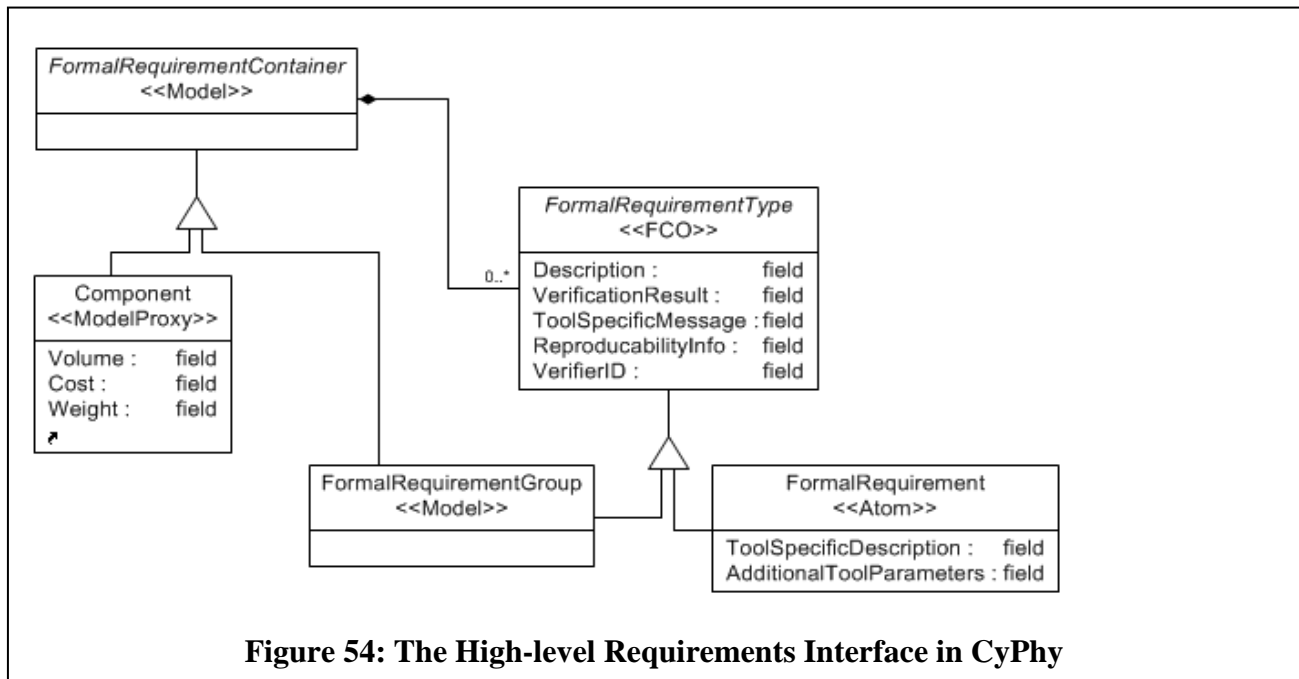 FormalRequirementContainer
<<Model>>
FormalRequirementType
<<FCO>>
Description : field
VerificationResult : field
ToolSpecificMessage : field
ReproducabilityInfo : field
VerifierID : field
0..*
Component
<<ModelProxy>>
Volume : field
Cost : field
Weight : field
FormalRequirementGroup
<<Model>>
FormalRequirement
<<Atom>>
ToolSpecificDescription : field
AdditionalToolParameters : field
Figure 54: The High-level Requirements Interface in CyPhy